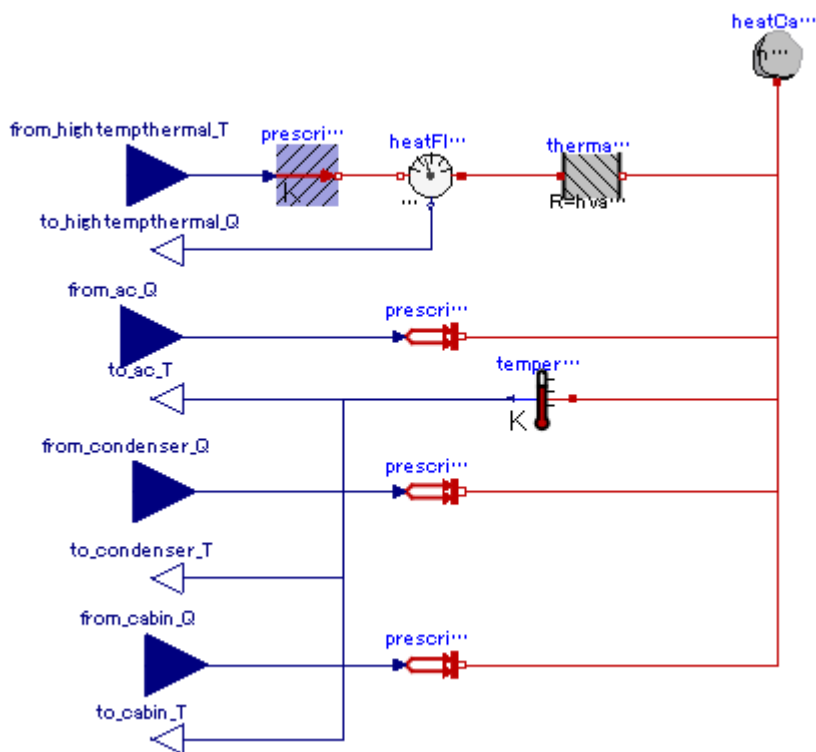 heatCa…
h…
from_hightempthermal_T
prescri…
heatFl…
therma…
K
…
R=hva…
to_hightempthermal_Q
from_ac_Q
prescri…
to_ac_T
temper…
K
from_condenser_Q
prescri…
to_condenser_T
from_cabin_Q
prescri…
to_cabin_T